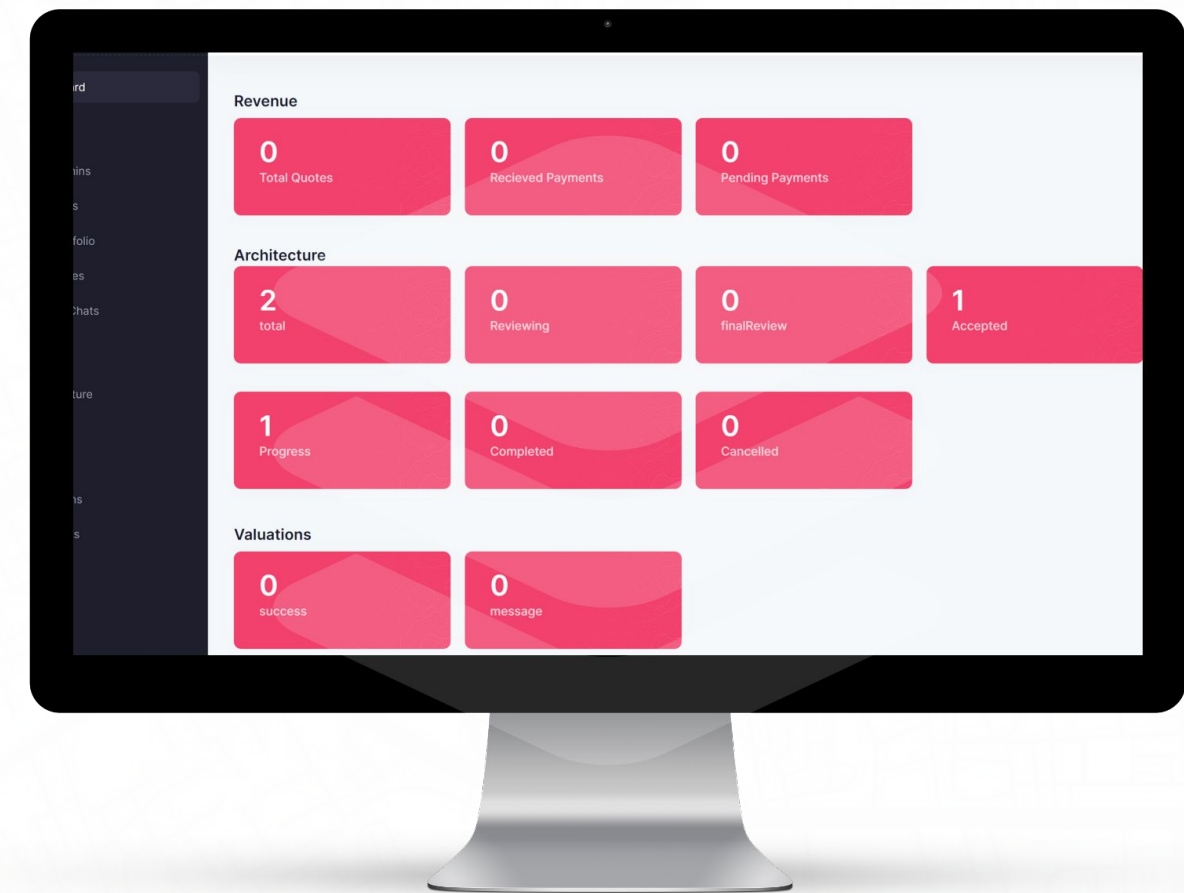 rd
Revenue
0
Total Quotes
0
Recieved Payments
0
Pending Payments
Architecture
2
total
0
Reviewing
0
finalReview
1
Accepted
1
Progress
0
Completed
0
Cancelled
Valuations
0
success
0
message
nins
s
folio
es
Chats
ture
ns
s